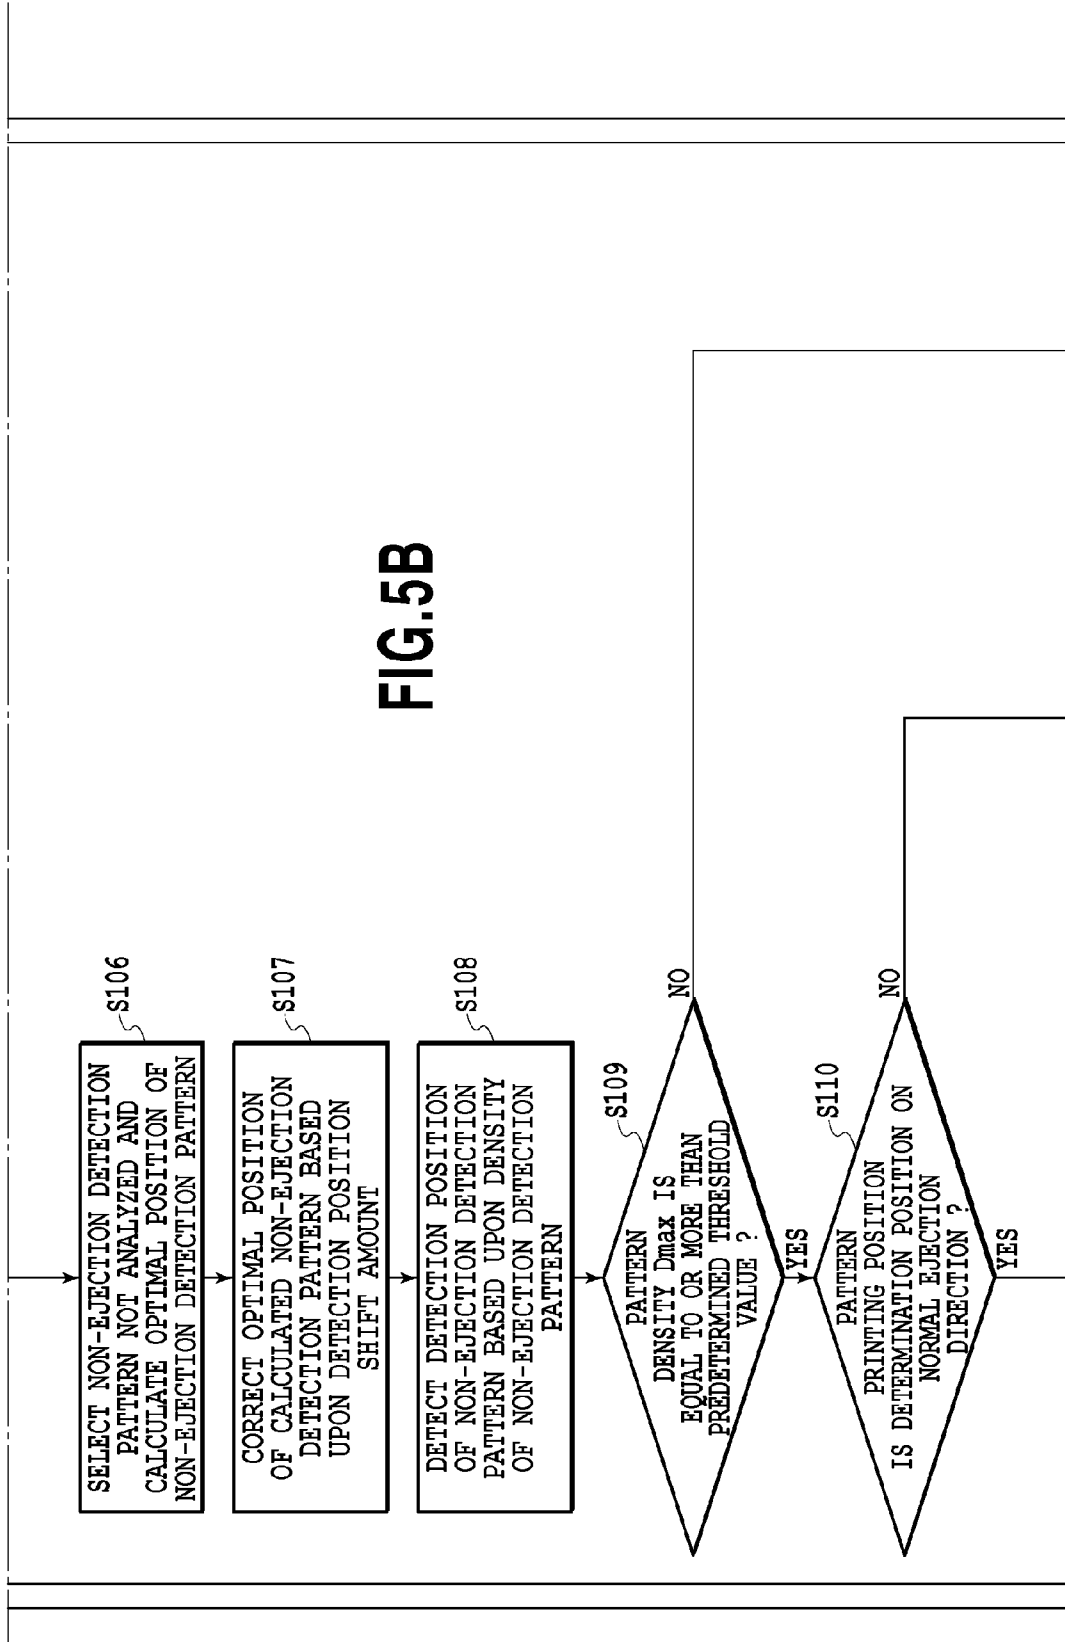 S106
SELECT NON-EJECTION DETECTION
PATTERN NOT ANALYZED AND
CALCULATE OPTIMAL POSITION OF
NON-EJECTION DETECTION PATTERN
S107
CORRECT OPTIMAL POSITION
OF CALCULATED NON-EJECTION
DETECTION PATTERN BASED
UPON DETECTION POSITION
SHIFT AMOUNT
S108
DETECT DETECTION POSITION
OF NON-EJECTION DETECTION
PATTERN BASED UPON DENSITY
OF NON-EJECTION DETECTION
PATTERN
S109
PATTERN
DENSITY Dmax IS
EQUAL TO OR MORE THAN
PREDETERMINED THRESHOLD
VALUE ?
NO
YES
S110
PATTERN
PRINTING POSITION
IS DETERMINATION POSITION ON
NORMAL EJECTION
DIRECTION ?
NO
YES
FIG.5B